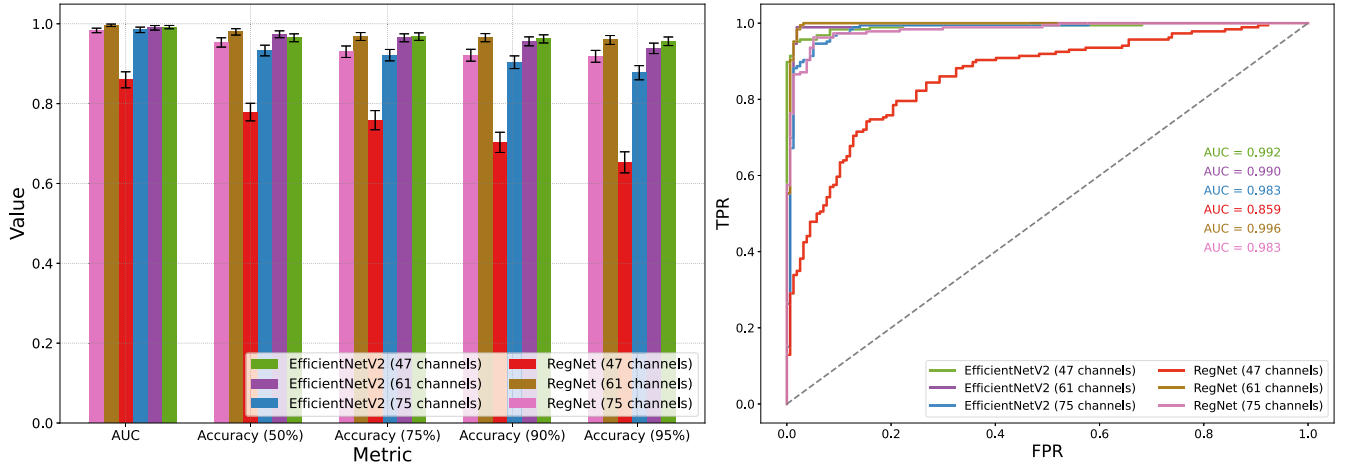 1.0
0.8
0.6
0.4
0.2
0.0
Value
EfficientNetV2 (47 channels)
EfficientNetV2 (61 channels)
EfficientNetV2 (75 channels)
RegNet (47 channels)
RegNet (61 channels)
RegNet (75 channels)
AUC
Accuracy (50%)
Accuracy (75%)
Accuracy (90%)
Accuracy (95%)
Metric
1.0
0.8
0.6
0.4
0.2
0.0
TPR
AUC = 0.992
AUC = 0.990
AUC = 0.983
AUC = 0.859
AUC = 0.996
AUC = 0.983
EfficientNetV2 (47 channels)
EfficientNetV2 (61 channels)
EfficientNetV2 (75 channels)
RegNet (47 channels)
RegNet (61 channels)
RegNet (75 channels)
0.0
0.2
0.4
0.6
0.8
1.0
FPR